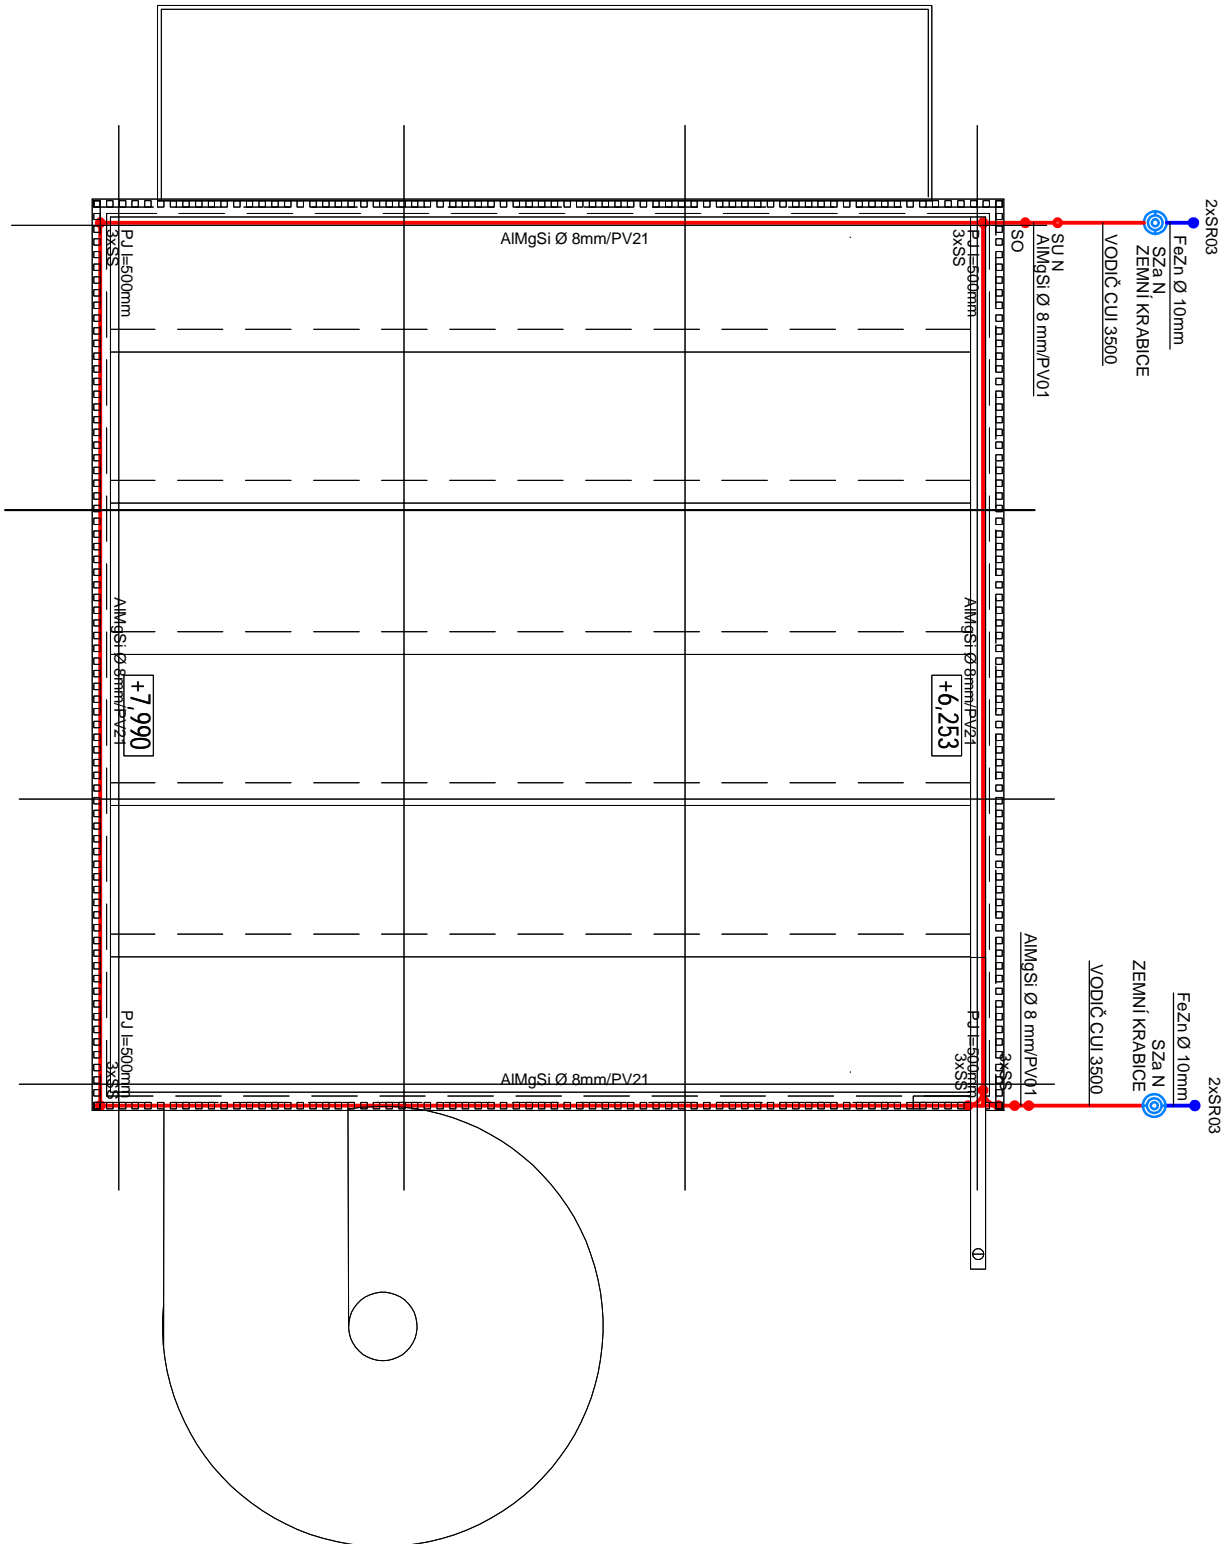 2xSR03
FeZn Ø 10mm
SZa N
ZEMNÍ KRABICE
VODIČ CUI 3500
SU N
AlMgSi Ø 8 mm/PV01
SO
PJ l=500mm
3xSS
AlMgSi Ø 8mm/PV21
PJ l=500mm
3xSS
AlMgSi Ø 8mm/PV21
+6,253
AlMgSi Ø 8mm/PV21
+7,990
2xSR03
FeZn Ø 10mm
SZa N
ZEMNÍ KRABICE
VODIČ CUI 3500
AlMgSi Ø 8 mm/PV01
3xSS
PJ l=500mm
3xSS
AlMgSi Ø 8mm/PV21
PJ l=500mm
3xSS